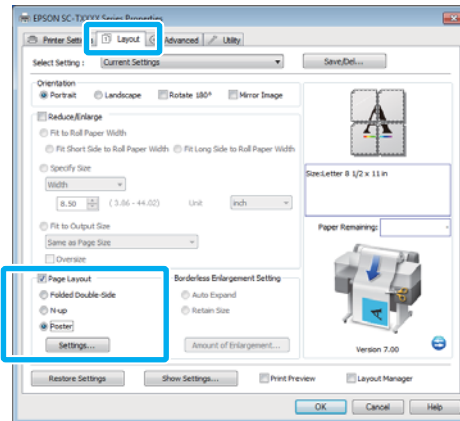 EPSON SC-TXXXX Series Properties
Printer Settings Layout Advanced Utility
Select Setting : Current Settings Save/Del...
Orientation
Portrait Landscape Rotate 180° Mirror Image
Reduce/Enlarge
Fit to Roll Paper Width
Fit Short Side to Roll Paper Width Fit Long Side to Roll Paper Width
Specify Size
Width
8.50 ( 3.86 - 44.02) Unit inch
Fit to Output Size
Same as Page Size
Oversize
Size:Letter 8 1/2 x 11 in
Paper Remaining: -
Page Layout
Folded Double-Side
N-up
Poster
Settings...
Borderless Enlargement Setting
Auto Expand
Retain Size
Amount of Enlargement...
Version 7.00
Restore Settings Show Settings... Print Preview Layout Manager
OK Cancel Help